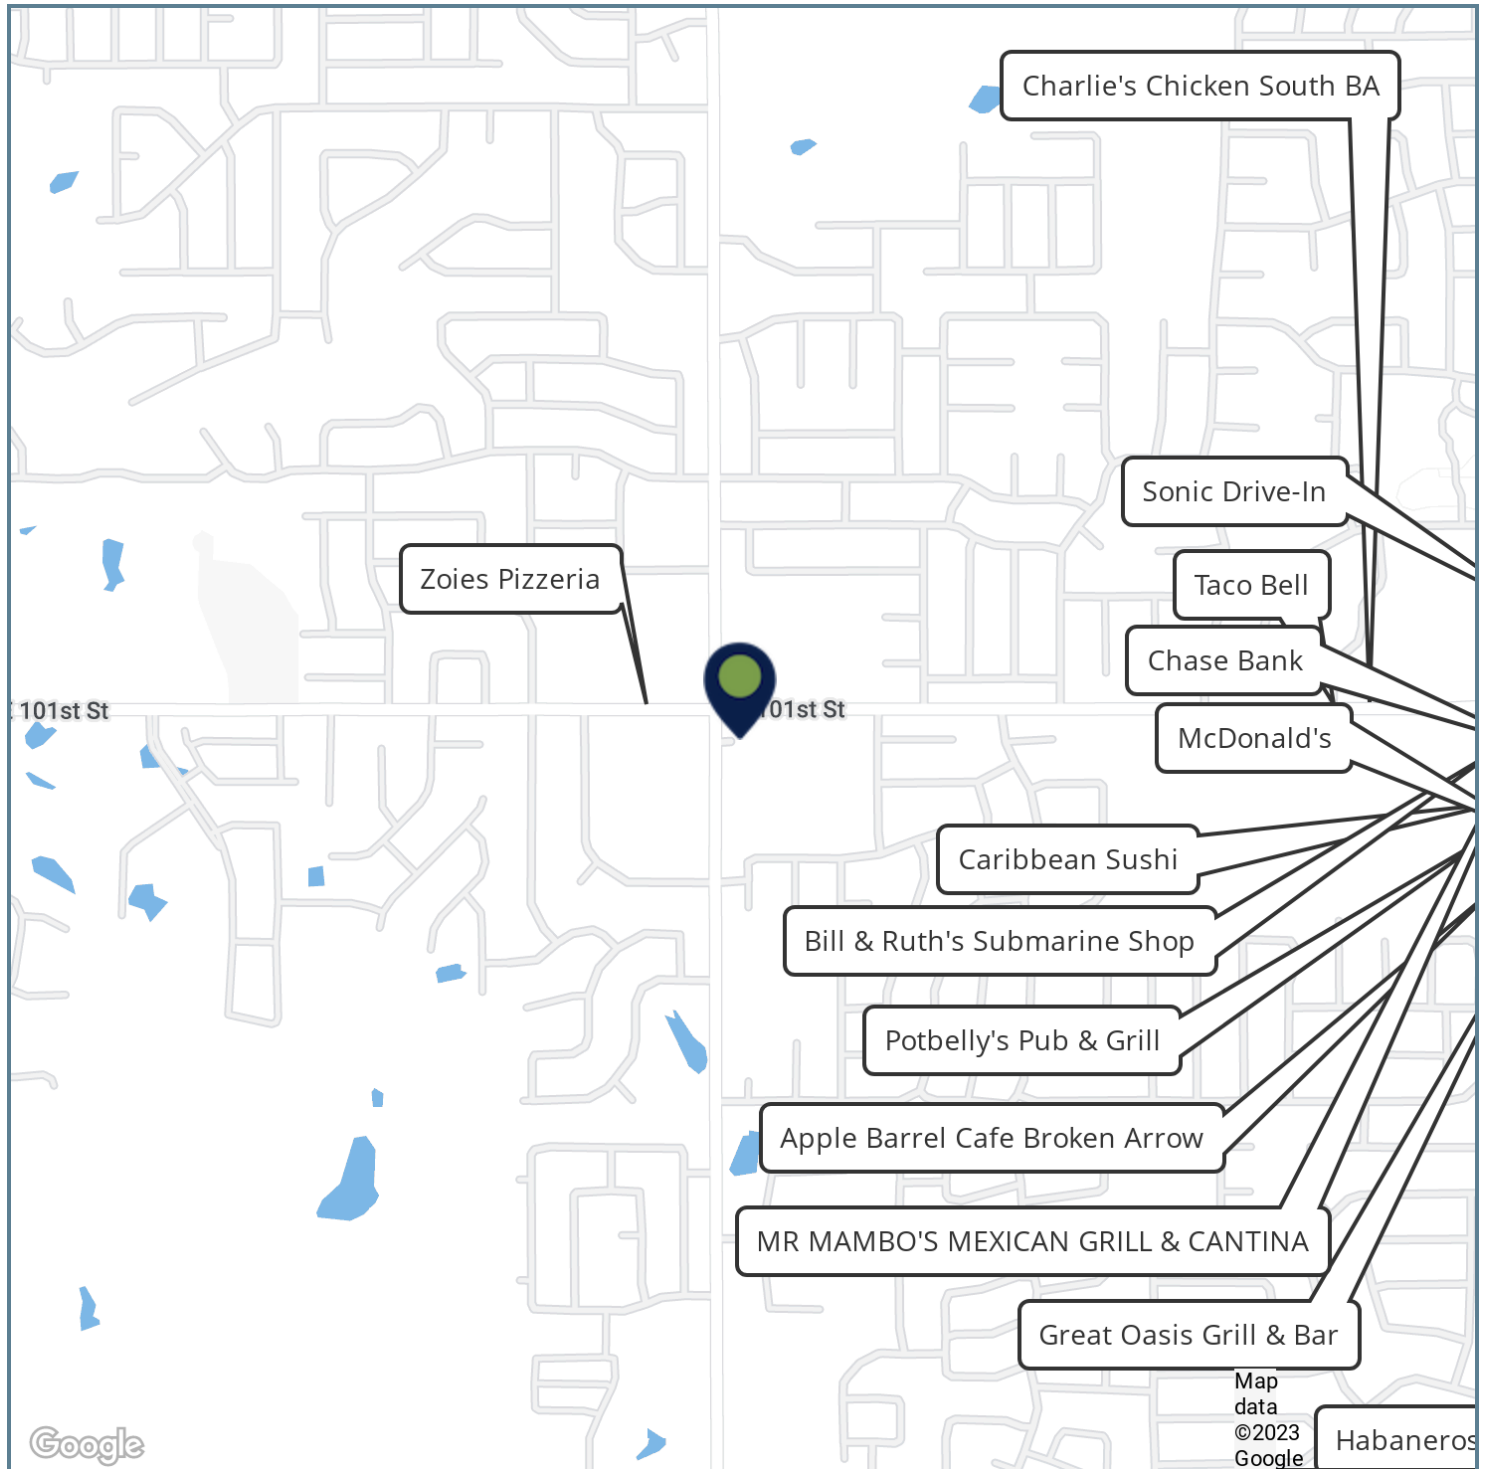 Charlie's Chicken South BA
Sonic Drive-In
Taco Bell
Zoies Pizzeria
Chase Bank
E 101st St
101st St
McDonald's
Caribbean Sushi
Bill & Ruth's Submarine Shop
Potbelly's Pub & Grill
Apple Barrel Cafe Broken Arrow
MR MAMBO'S MEXICAN GRILL & CANTINA
Great Oasis Grill & Bar
Map
data
©2023
Google
Habaneros
Google